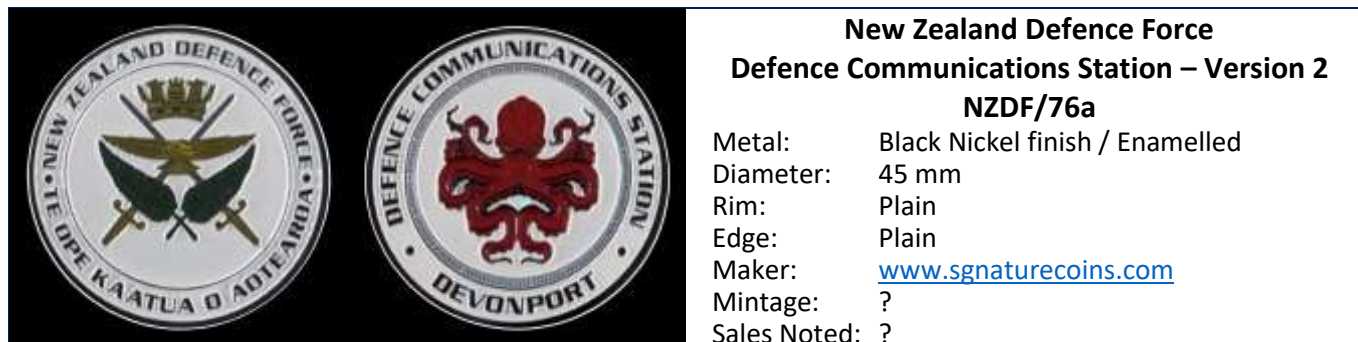 NEW ZEALAND DEFENCE FORCE
TE OPE KAATUA O AOTEAROA
DEFENCE COMMUNICATIONS STATION
DEVONPORT
New Zealand Defence Force
Defence Communications Station – Version 2
NZDF/76a
Metal: Black Nickel finish / Enamelled
Diameter: 45 mm
Rim: Plain
Edge: Plain
Maker: www.sgnaturecoins.com
Mintage: ?
Sales Noted: ?